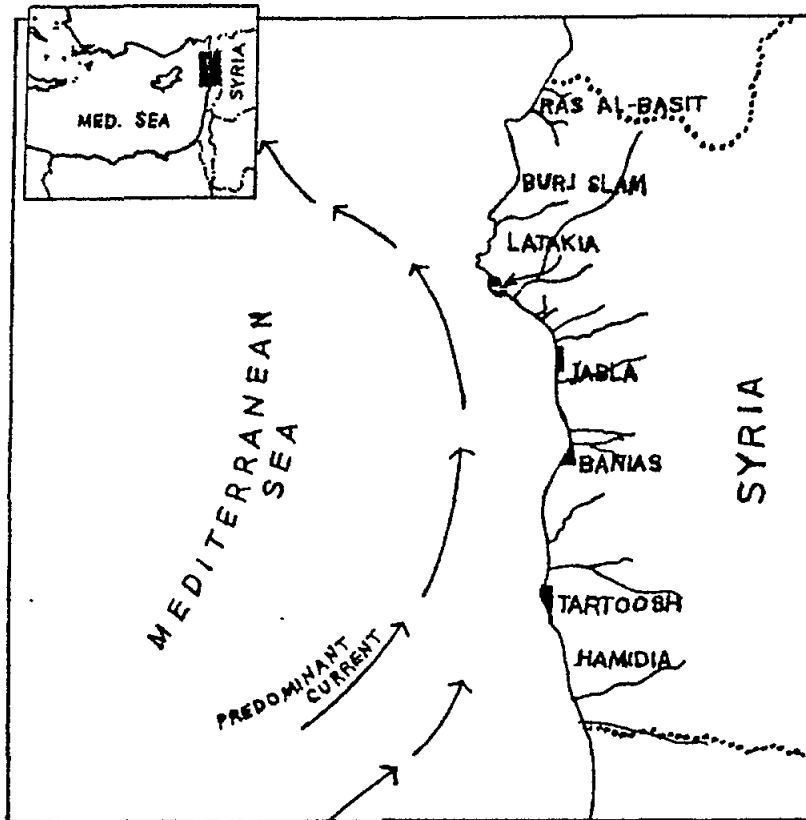 MED. SEA
SYRIA
RAS AL-BASIT
BURJ SLAM
LATAKIA
JABLA
BANIAS
TARTOOSH
HAMIDIA
SYRIA
MEDITERRANEAN
SEA
PREDOMINANT
CURRENT